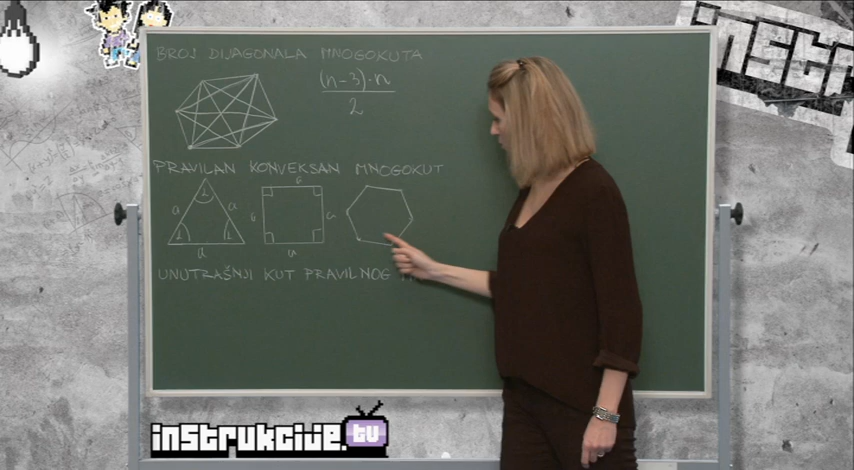 BROJ DIJAGONALA MNOGOKUTA
(n-3)·n
2
PRAVILAN KONVEKSAN MNOGOKUT
a a a
a a
UNUTRAŠNJI KUT PRAVILNOG
instrukcije.tv